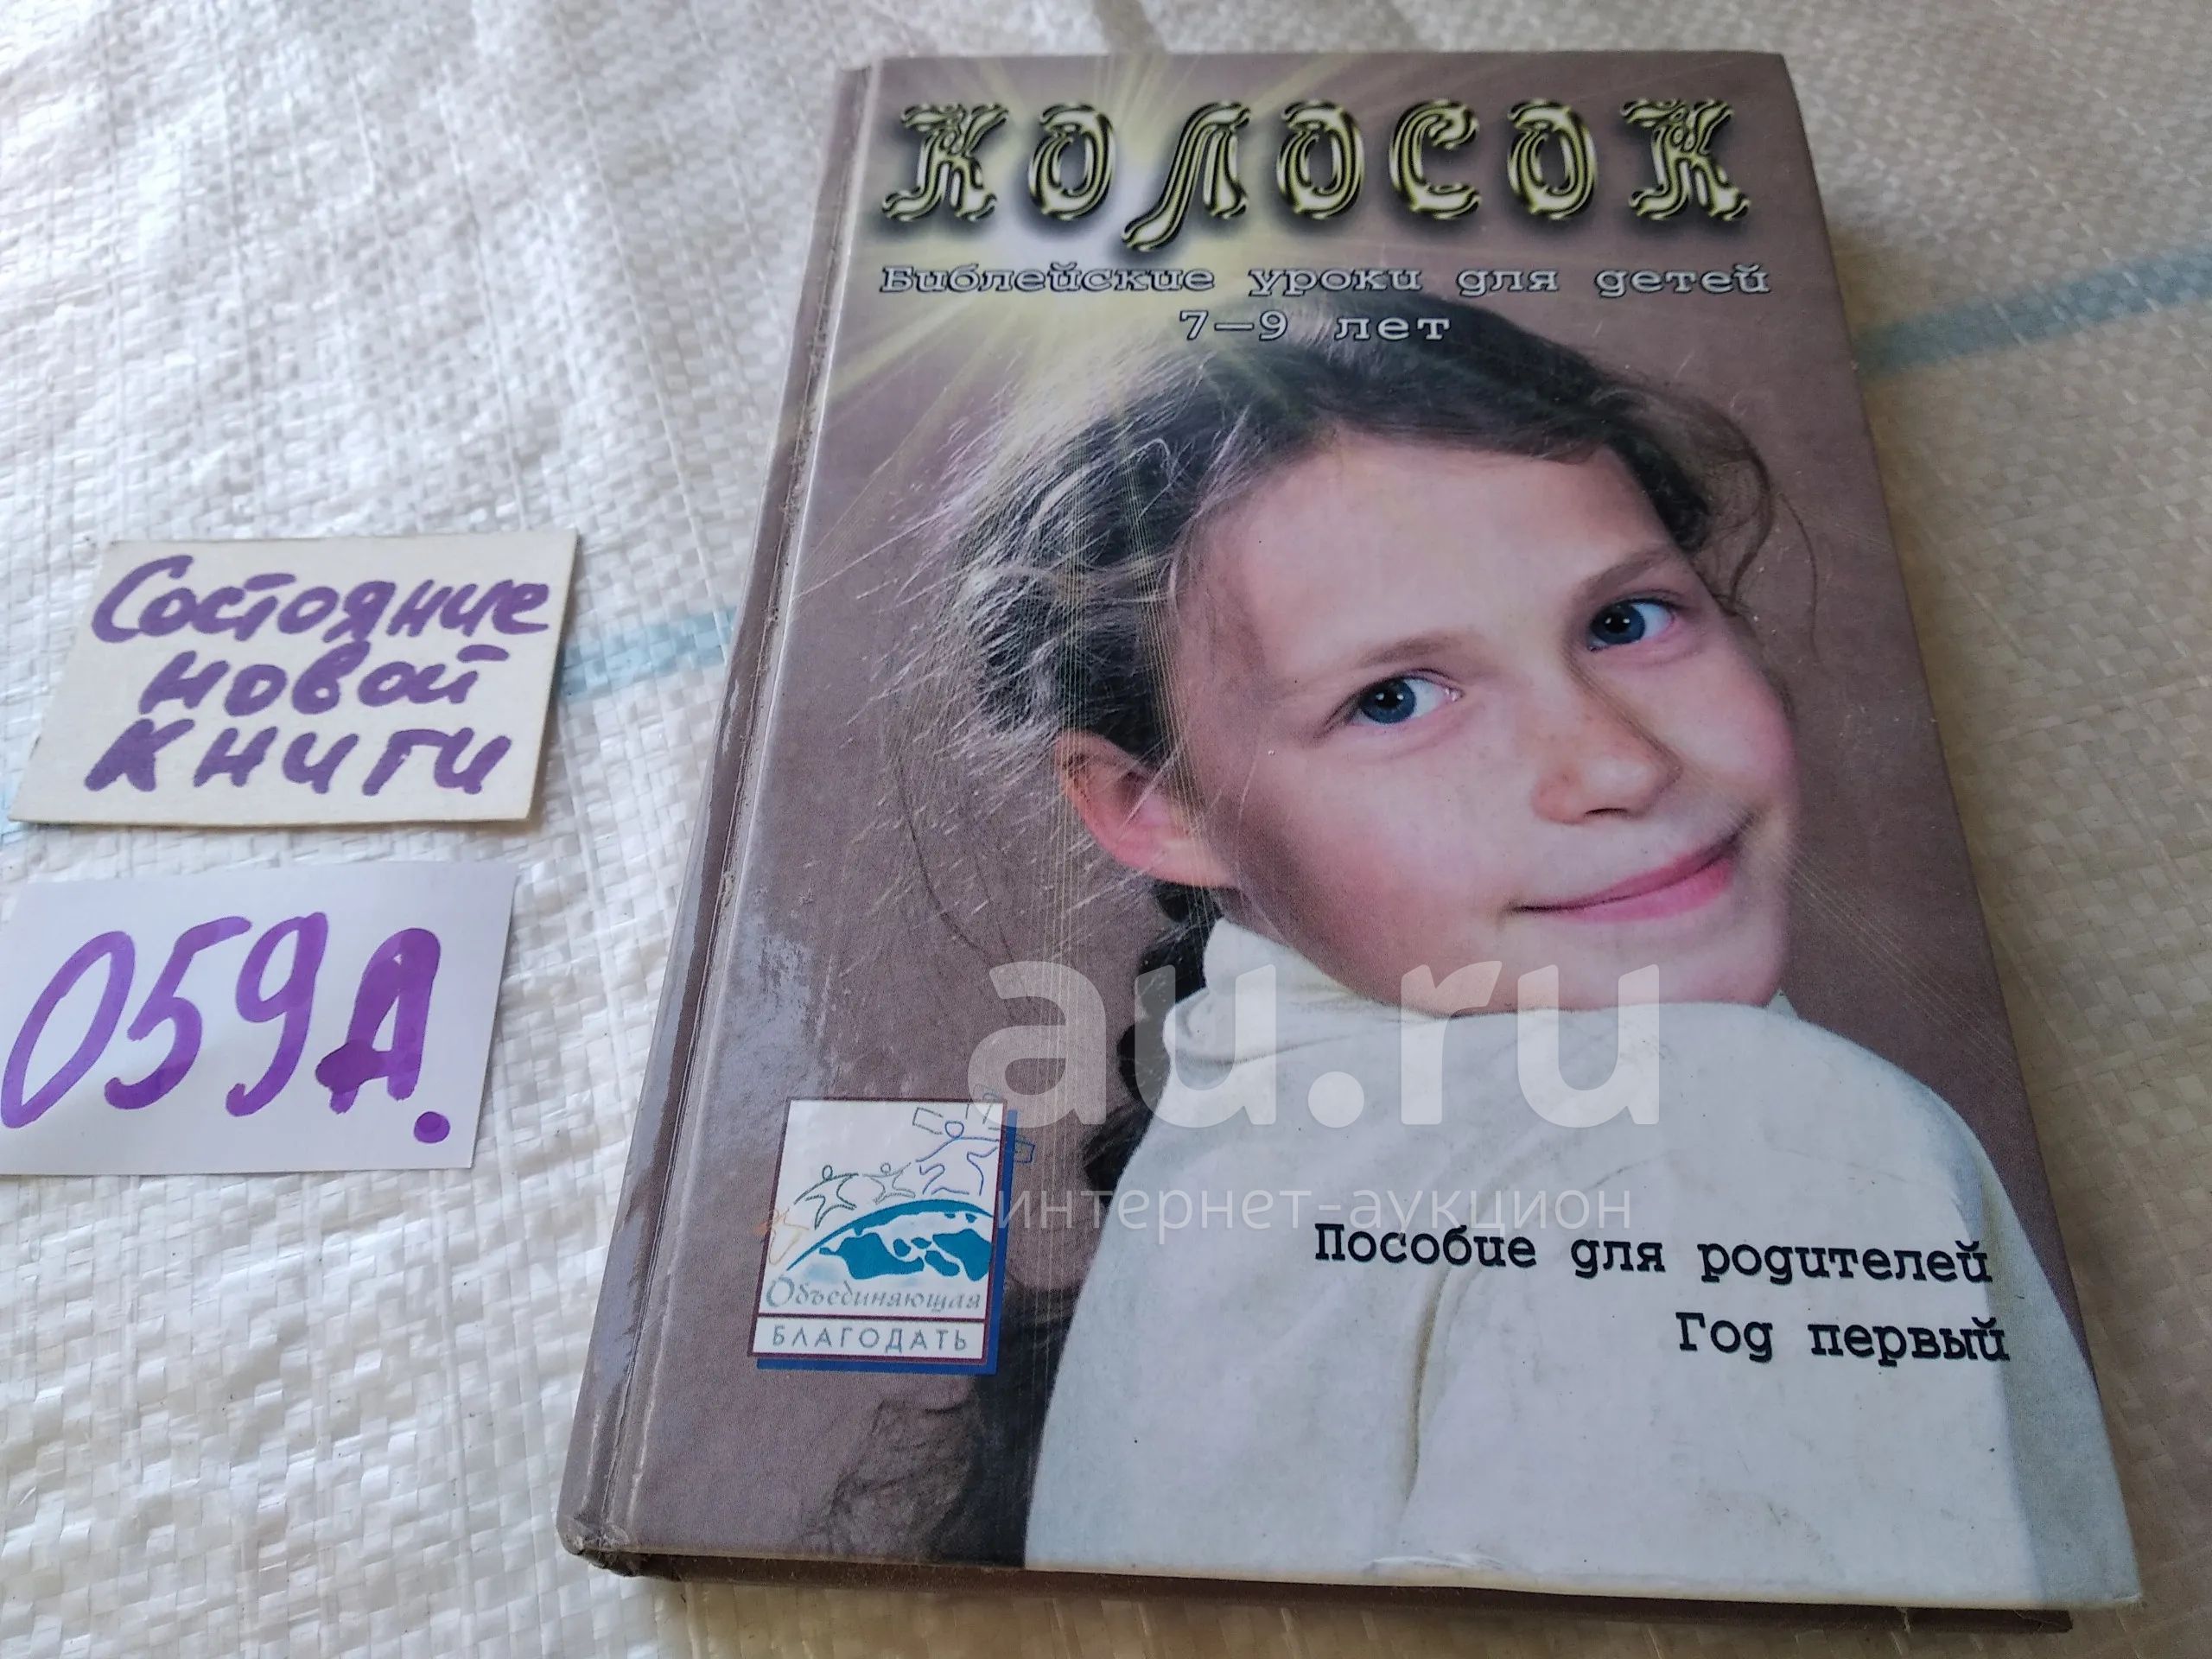 КОЛОСОК
Библейские уроки для детей
7—9 лет
Состояние
новой
книги
059А.
au.ru
интернет-аукцион
Пособие для родителей
Год первый
Объединяющая
БЛАГОДАТЬ